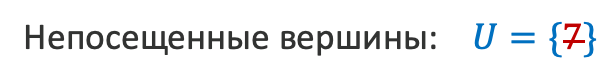 Непосещенные вершины: U = {7}